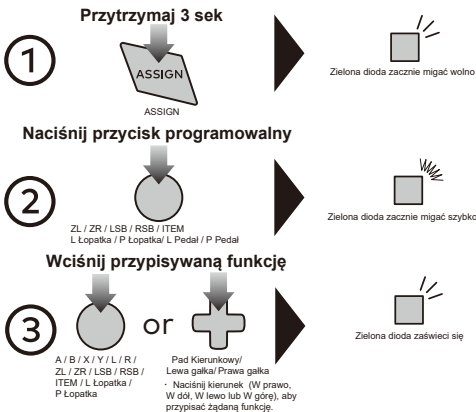 Przytrzymaj 3 sek
1
ASSIGN
ASSIGN
Zielona dioda zacznie migać wolno
Naciśnij przycisk programowalny
2
ZL / ZR / LSB / RSB / ITEM
L Łopatka / P Łopatka/ L Pedał / P Pedał
Zielona dioda zacznie migać szybko
Wciśnij przypisywaną funkcję
3
or
A / B / X / Y / L / R /
ZL / ZR / LSB / RSB /
ITEM / L Łopatka /
P Łopatka
Pad Kierunkowy/
Lewa gałka/ Prawa gałka
· Naciśnij kierunek (W prawo,
W dół, W lewo lub W górę), aby
przypisać żądaną funkcję.
Zielona dioda zaświeci się